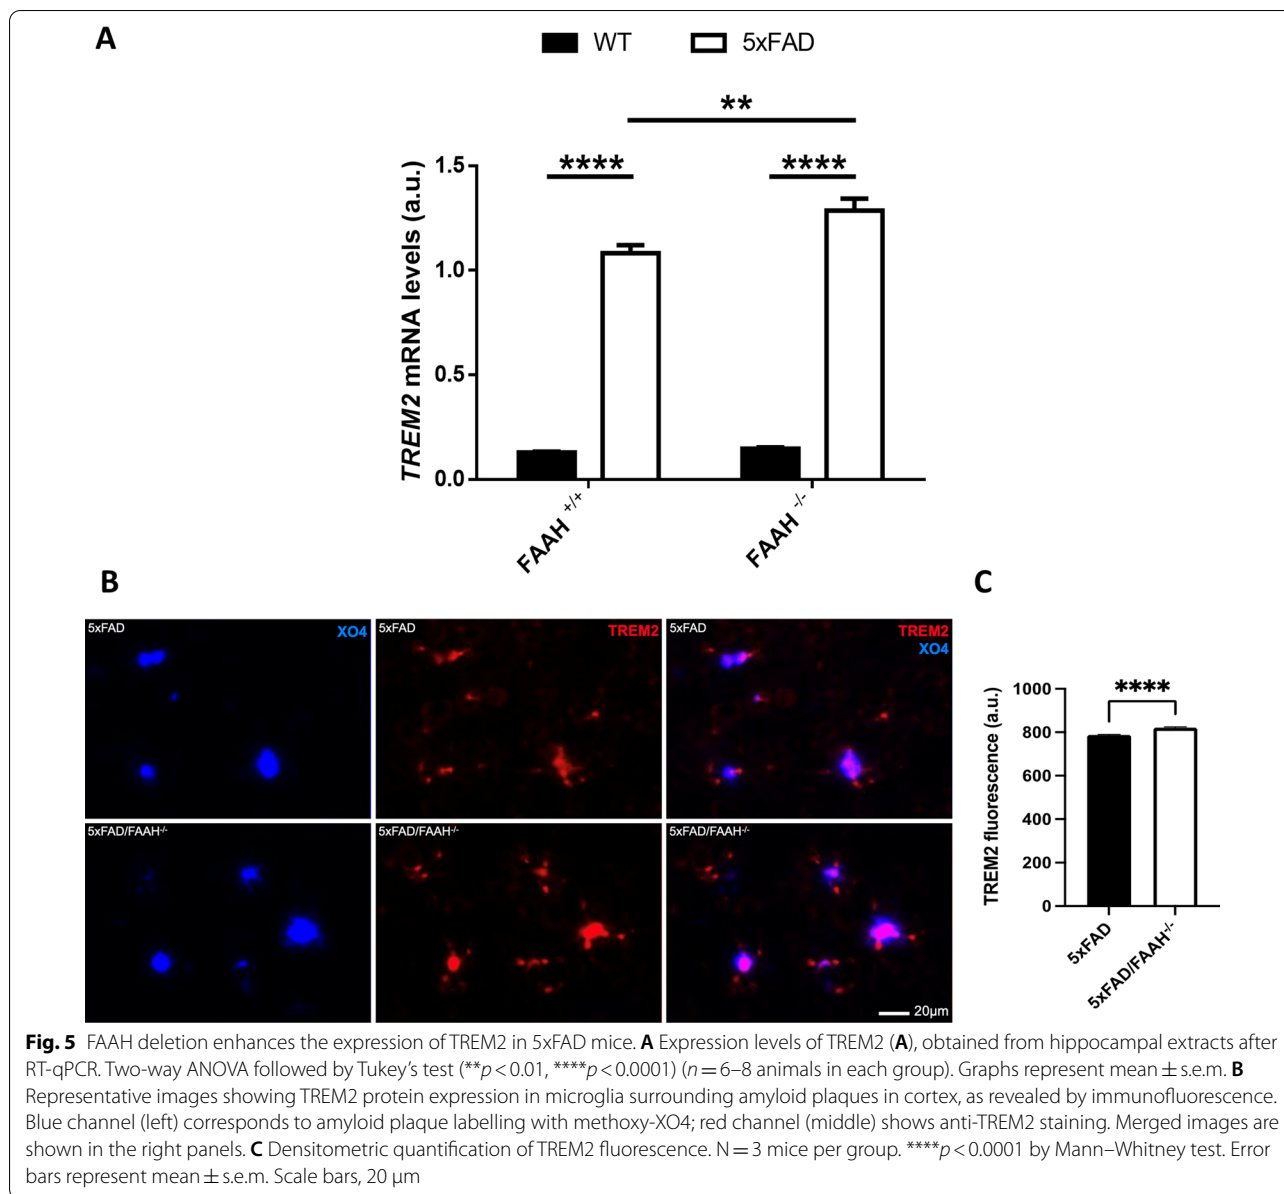 A
WT 5xFAD
**
**** ****
TREM2 mRNA levels (a.u.)
1.5
1.0
0.5
0.0
FAAH +/+ FAAH -/-
B
5xFAD XO4
5xFAD TREM2
5xFAD TREM2
XO4
5xFAD/FAAH-/-
5xFAD/FAAH-/-
5xFAD/FAAH-/-
20µm
C
****
TREM2 fluorescence (a.u.)
1000
800
600
400
200
0
5xFAD 5xFAD/FAAH-/-
Fig. 5 FAAH deletion enhances the expression of TREM2 in 5xFAD mice. A Expression levels of TREM2 (A), obtained from hippocampal extracts after
RT-qPCR. Two-way ANOVA followed by Tukey's test (**p < 0.01, ****p < 0.0001) (n = 6–8 animals in each group). Graphs represent mean ± s.e.m. B
Representative images showing TREM2 protein expression in microglia surrounding amyloid plaques in cortex, as revealed by immunofluorescence.
Blue channel (left) corresponds to amyloid plaque labelling with methoxy-XO4; red channel (middle) shows anti-TREM2 staining. Merged images are
shown in the right panels. C Densitometric quantification of TREM2 fluorescence. N = 3 mice per group. ****p < 0.0001 by Mann–Whitney test. Error
bars represent mean ± s.e.m. Scale bars, 20 µm